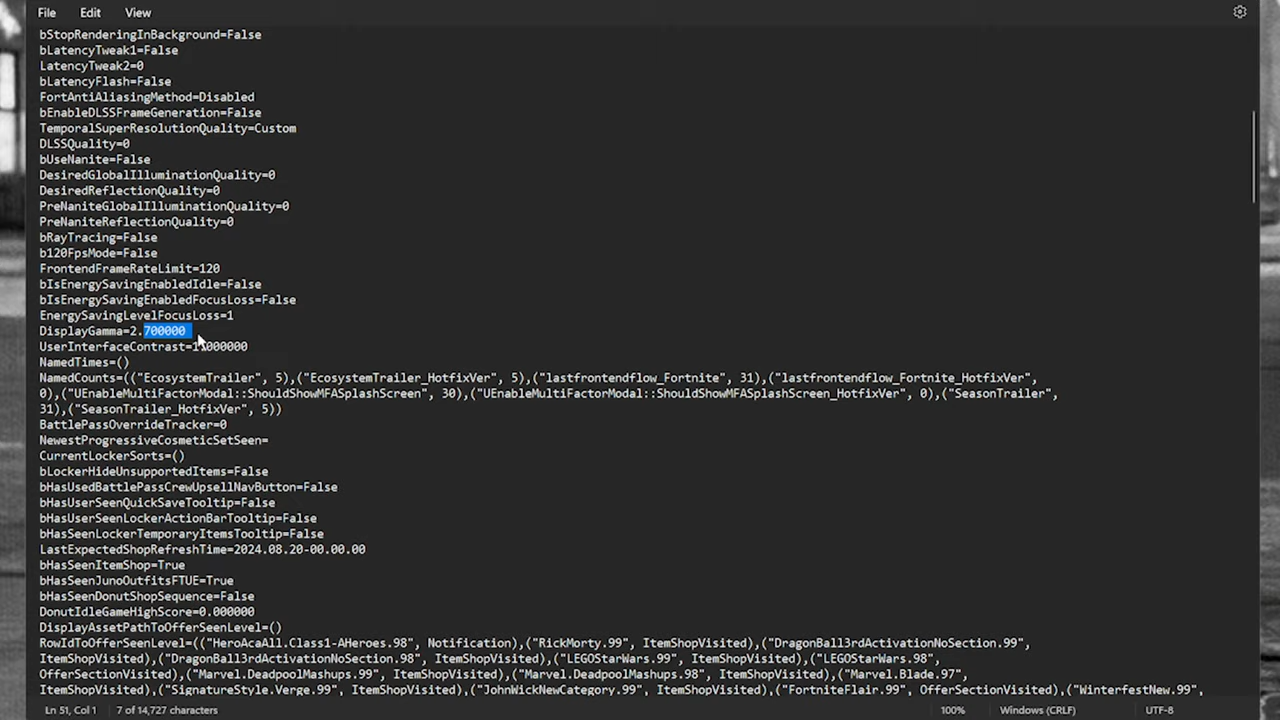 File Edit View
bStopRenderingInBackground=False
bLatencyTweak1=False
LatencyTweak2=0
bLatencyFlash=False
FortAntiAliasingMethod=Disabled
bEnableDLSSFrameGeneration=False
TemporalSuperResolutionQuality=Custom
DLSSQuality=0
bUseNanite=False
DesiredGlobalIlluminationQuality=0
DesiredReflectionQuality=0
PreNaniteGlobalIlluminationQuality=0
PreNaniteReflectionQuality=0
bRayTracing=False
b120FpsMode=False
FrontendFrameRateLimit=120
bIsEnergySavingEnabledIdle=False
bIsEnergySavingEnabledFocusLoss=False
EnergySavingLevelFocusLoss=1
DisplayGamma=2.700000
UserInterfaceContrast=1.000000
NamedTimes=()
NamedCounts=(("EcosystemTrailer", 5),("EcosystemTrailer_HotfixVer", 5),("lastfrontendflow_Fortnite", 31),("lastfrontendflow_Fortnite_HotfixVer",
0),("UEnableMultiFactorModal::ShouldShowMFASplashScreen", 30),("UEnableMultiFactorModal::ShouldShowMFASplashScreen_HotfixVer", 0),("SeasonTrailer",
31),("SeasonTrailer_HotfixVer", 5))
BattlePassOverrideTracker=0
NewestProgressiveCosmeticSetSeen=
CurrentLockerSorts=()
bLockerHideUnsupportedItems=False
bHasUsedBattlePassCrewUpsellNavButton=False
bHasUserSeenQuickSaveTooltip=False
bHasUserSeenLockerActionBarTooltip=False
bHasSeenLockerTemporaryItemsTooltip=False
LastExpectedShopRefreshTime=2024.08.20-00.00.00
bHasSeenItemShop=True
bHasSeenJunoOutfitsFTUE=True
bHasSeenDonutShopSequence=False
DonutIdleGameHighScore=0.000000
DisplayAssetPathToOfferSeenLevel=()
RowIdToOfferSeenLevel=(("HeroAcaAll.Class1-AHeroes.98", Notification),("RickMorty.99", ItemShopVisited),("DragonBall3rdActivationNoSection.99",
ItemShopVisited),("DragonBall3rdActivationNoSection.98", ItemShopVisited),("LEGOStarWars.99", ItemShopVisited),("LEGOStarWars.98",
OfferSectionVisited),("Marvel.DeadpoolMashups.99", ItemShopVisited),("Marvel.DeadpoolMashups.98", ItemShopVisited),("Marvel.Blade.97",
ItemShopVisited),("SignatureStyle.Verge.99", ItemShopVisited),("JohnWickNewCategory.99", ItemShopVisited),("FortniteFlair.99", OfferSectionVisited),("WinterfestNew.99",
Ln 51, Col 1 7 of 14,727 characters 100% Windows (CRLF) UTF-8